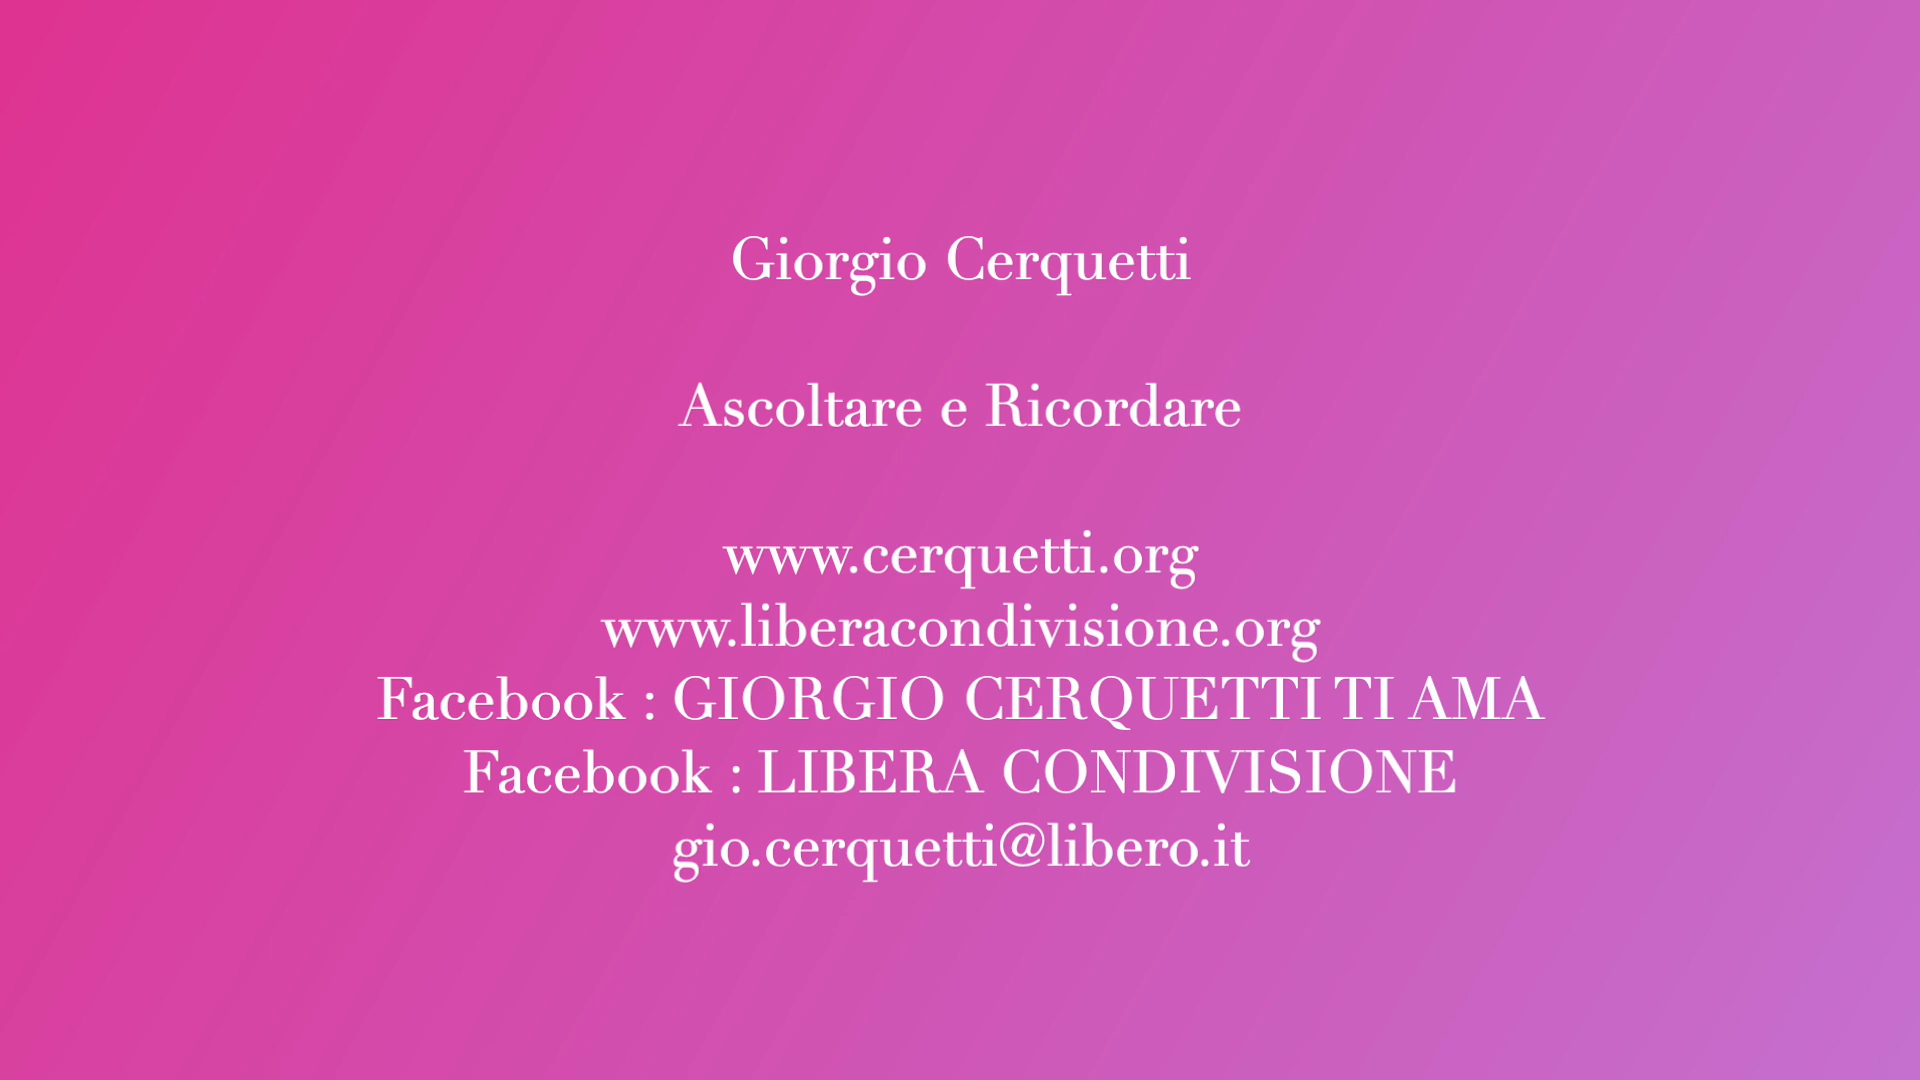 Giorgio Cerquetti
Ascoltare e Ricordare
www.cerquetti.org
www.liberacondivisione.org
Facebook : GIORGIO CERQUETTI TI AMA
Facebook : LIBERA CONDIVISIONE
gio.cerquetti@libero.it